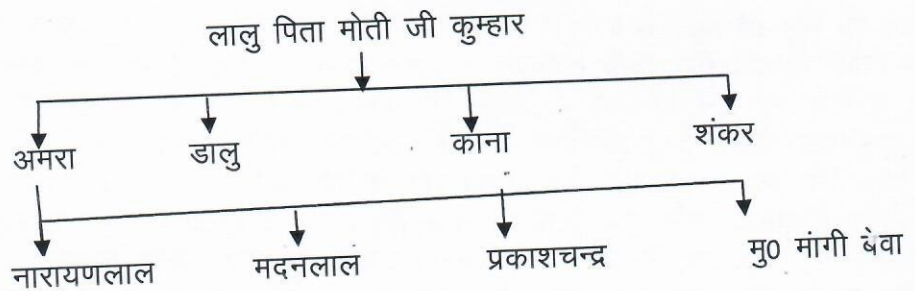 लालु पिता मोती जी कुम्हार
अमरा डालु काना शंकर
नारायणलाल मदनलाल प्रकाशचन्द्र मु0 मांगी बेवा